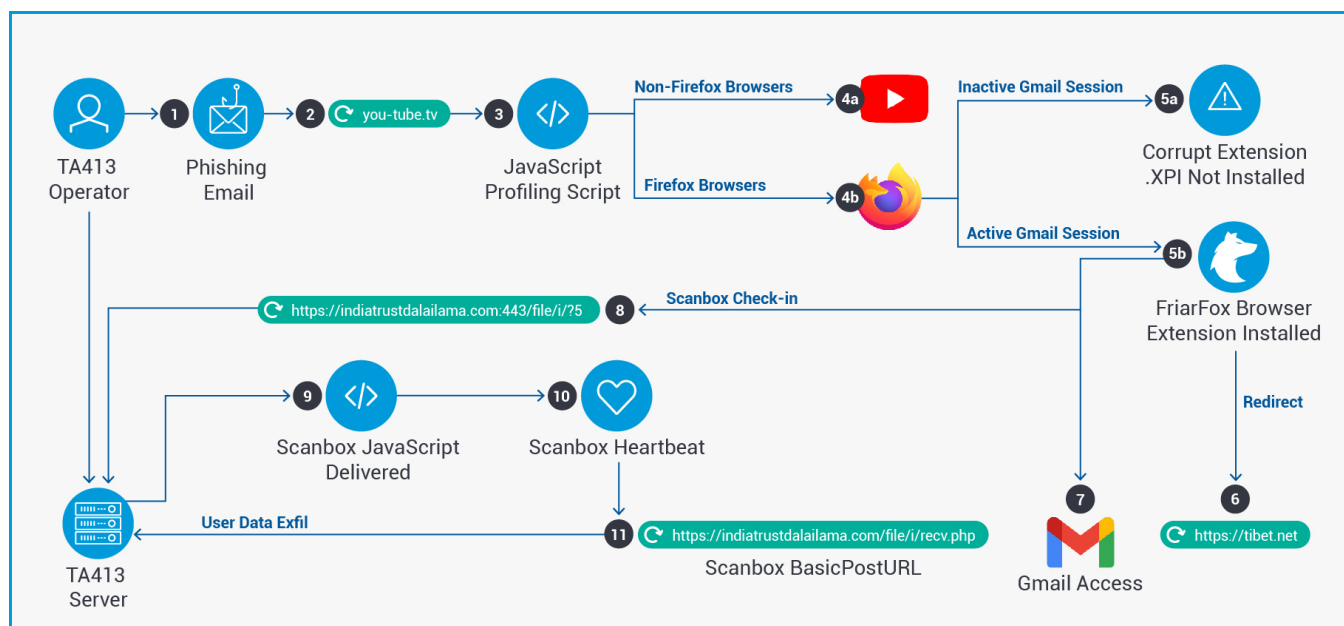 TA413
Operator
1
Phishing
Email
2
you-tube.tv
3
JavaScript
Profiling Script
Non-Firefox Browsers
4a
Firefox Browsers
4b
Inactive Gmail Session
5a
Corrupt Extension
.XPI Not Installed
Active Gmail Session
5b
FriarFox Browser
Extension Installed
Redirect
6
https://tibet.net
7
Gmail Access
Scanbox Check-in
8
https://indiatrustdalailama.com:443/file/i/?5
9
Scanbox JavaScript
Delivered
10
Scanbox Heartbeat
11
https://indiatrustdalailama.com/file/i/recv.php
Scanbox BasicPostURL
User Data Exfil
TA413
Server